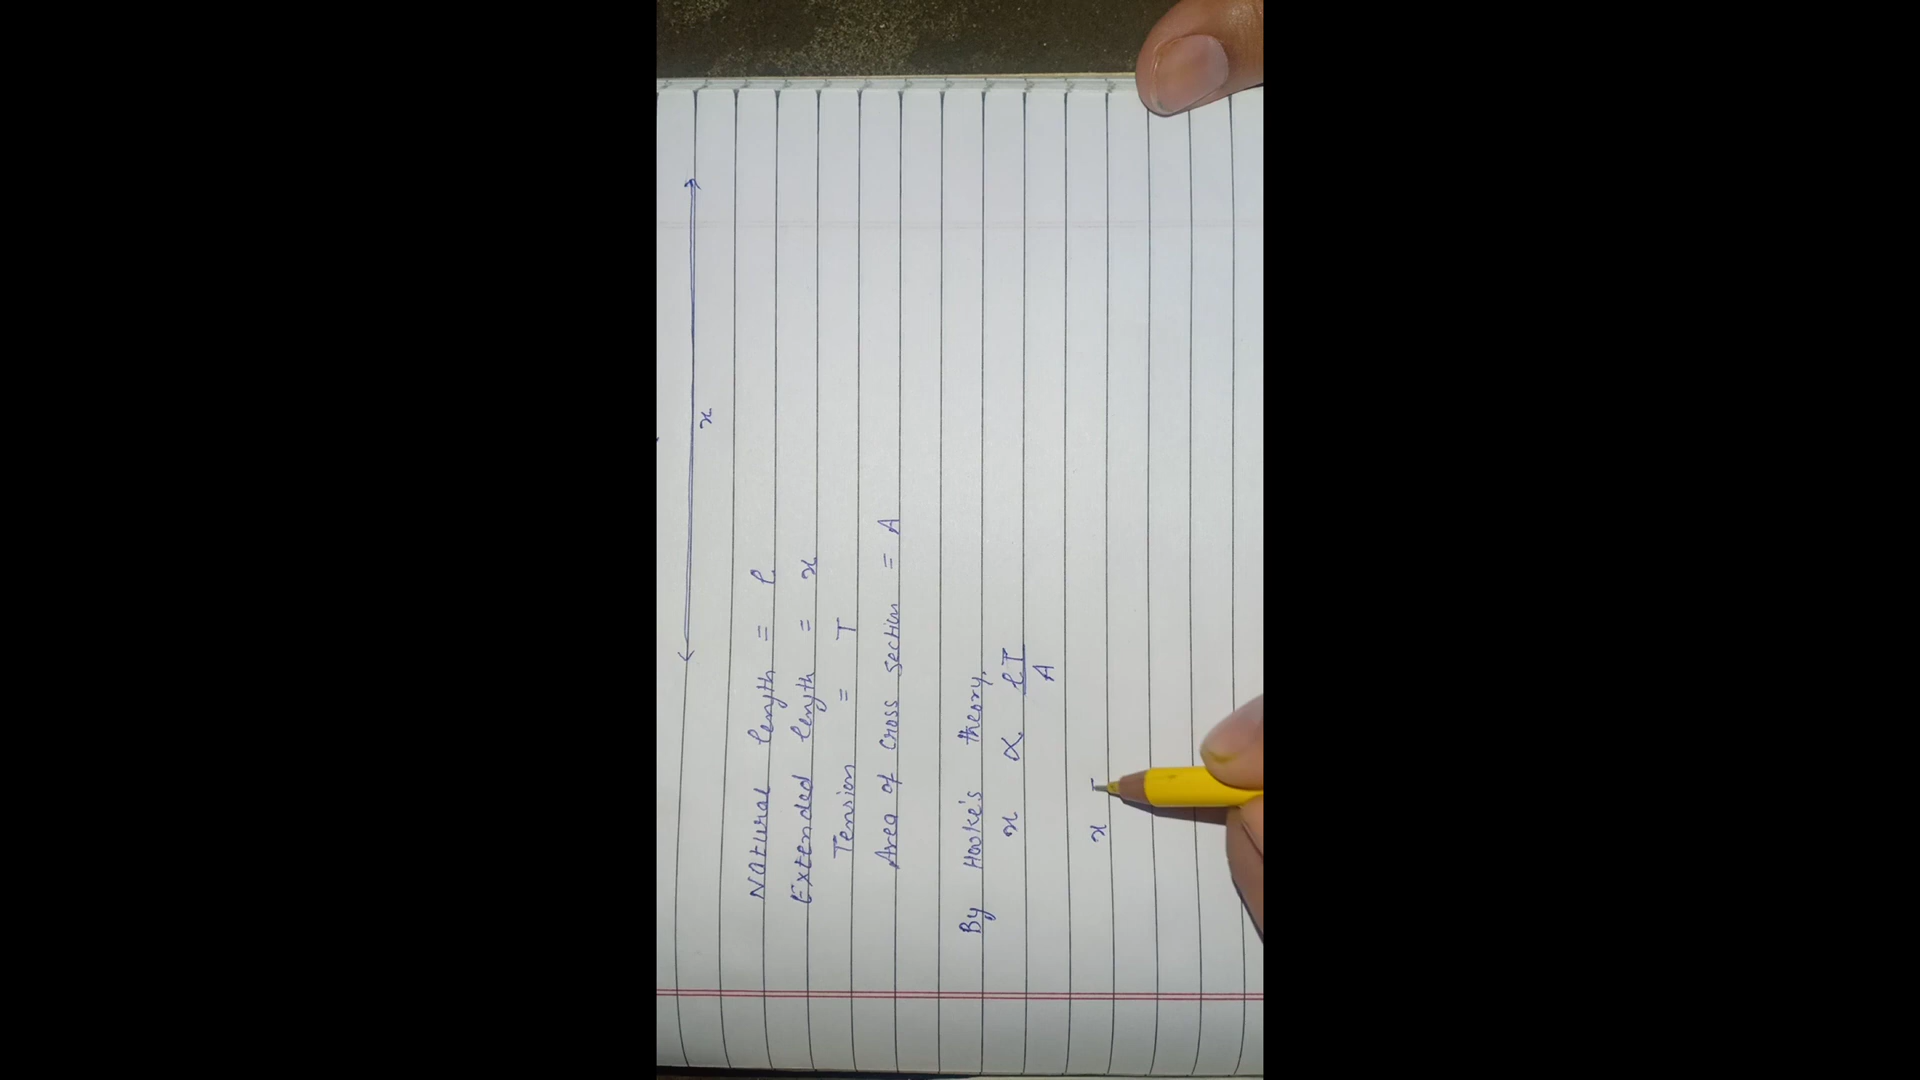 x
Natural length = l
Extended length = x
Tension = T
Area of Cross section = A
By Hooke's theory,
x ∝ lT/A
x